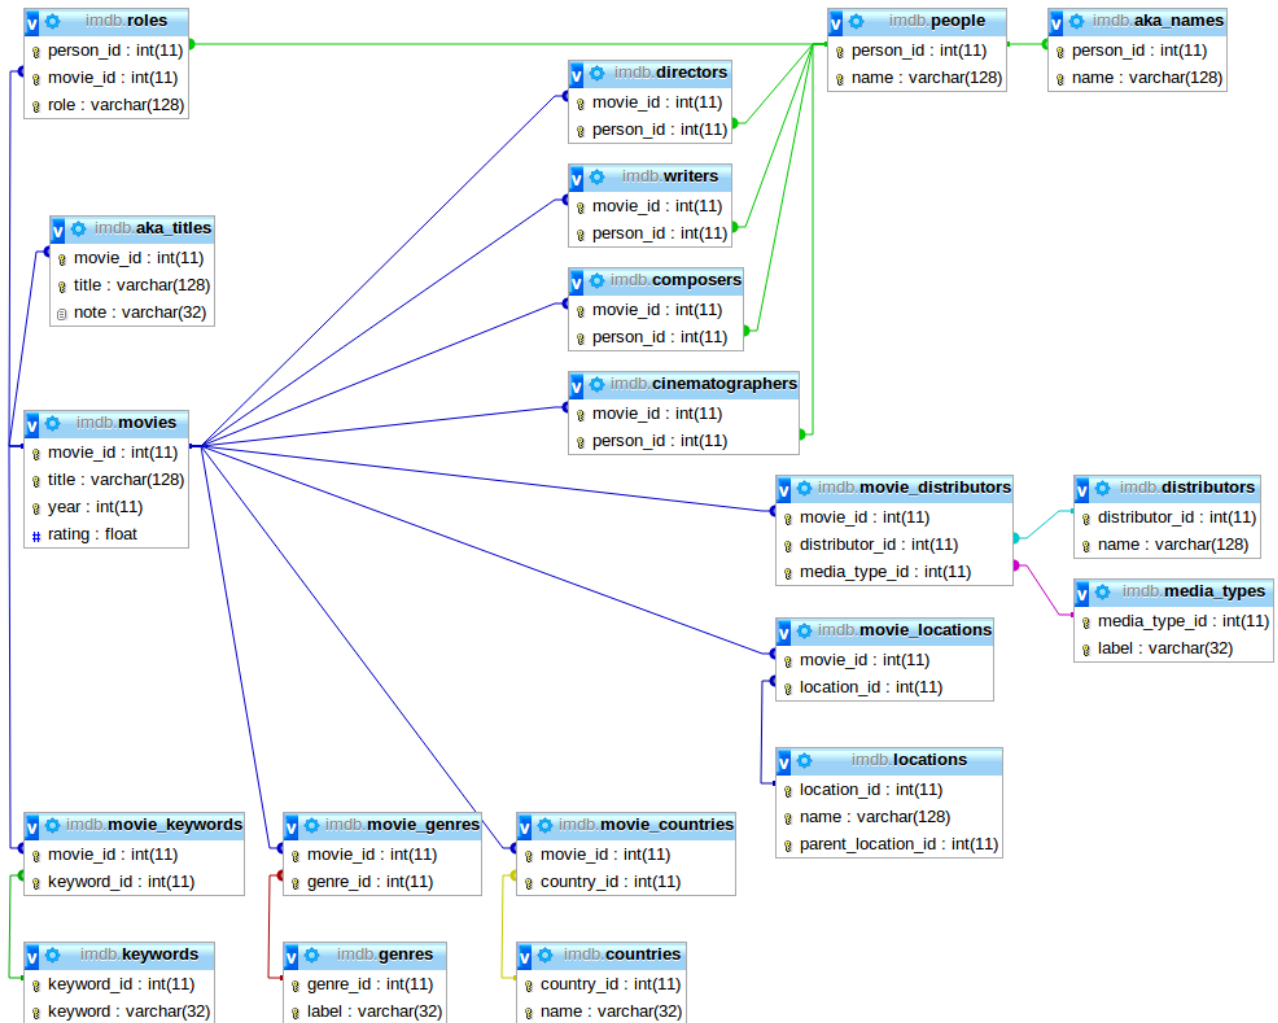 v imdb.roles
person_id : int(11)
movie_id : int(11)
role : varchar(128)
v imdb.people
person_id : int(11)
name : varchar(128)
v imdb.aka_names
person_id : int(11)
name : varchar(128)
v imdb.directors
movie_id : int(11)
person_id : int(11)
v imdb.writers
movie_id : int(11)
person_id : int(11)
v imdb.aka_titles
movie_id : int(11)
title : varchar(128)
note : varchar(32)
v imdb.composers
movie_id : int(11)
person_id : int(11)
v imdb.cinematographers
movie_id : int(11)
person_id : int(11)
v imdb.movies
movie_id : int(11)
title : varchar(128)
year : int(11)
# rating : float
v imdb.movie_distributors
movie_id : int(11)
distributor_id : int(11)
media_type_id : int(11)
v imdb.distributors
distributor_id : int(11)
name : varchar(128)
v imdb.media_types
media_type_id : int(11)
label : varchar(32)
v imdb.movie_locations
movie_id : int(11)
location_id : int(11)
v imdb.locations
location_id : int(11)
name : varchar(128)
parent_location_id : int(11)
v imdb.movie_keywords
movie_id : int(11)
keyword_id : int(11)
v imdb.movie_genres
movie_id : int(11)
genre_id : int(11)
v imdb.movie_countries
movie_id : int(11)
country_id : int(11)
v imdb.keywords
keyword_id : int(11)
keyword : varchar(32)
v imdb.genres
genre_id : int(11)
label : varchar(32)
v imdb.countries
country_id : int(11)
name : varchar(32)